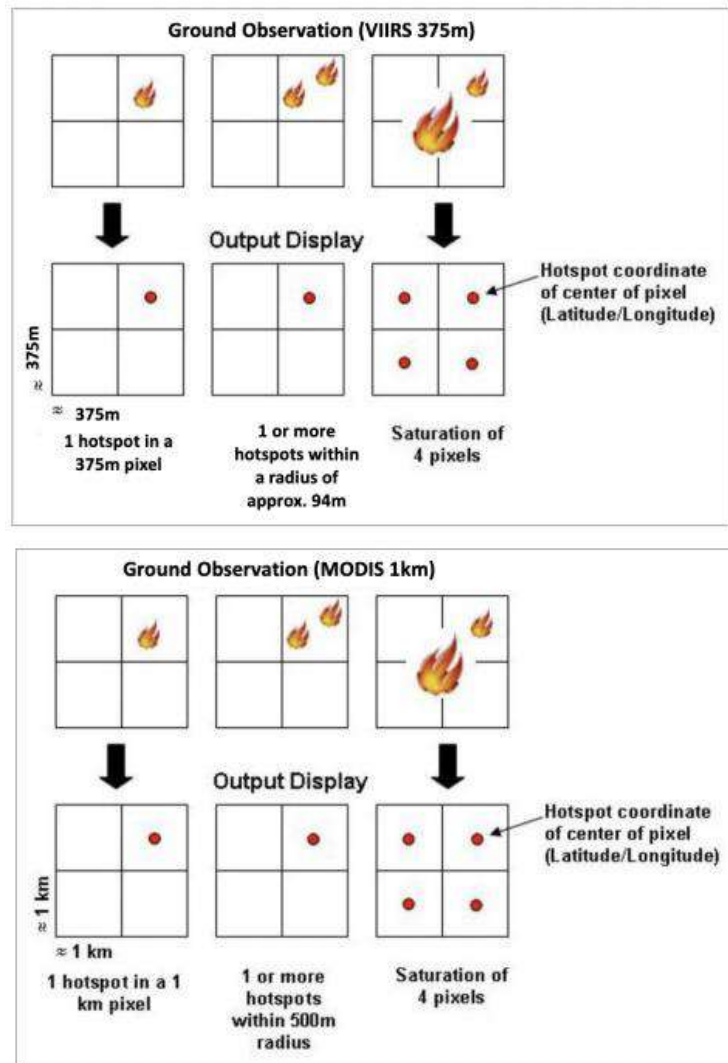 Ground Observation (VIIRS 375m)
Output Display
Hotspot coordinate
of center of pixel
(Latitude/Longitude)
≈ 375m
≈ 375m
1 hotspot in a
375m pixel
1 or more
hotspots within
a radius of
approx. 94m
Saturation of
4 pixels
Ground Observation (MODIS 1km)
Output Display
Hotspot coordinate
of center of pixel
(Latitude/Longitude)
≈ 1 km
≈ 1 km
1 hotspot in a 1
km pixel
1 or more
hotspots
within 500m
radius
Saturation of
4 pixels